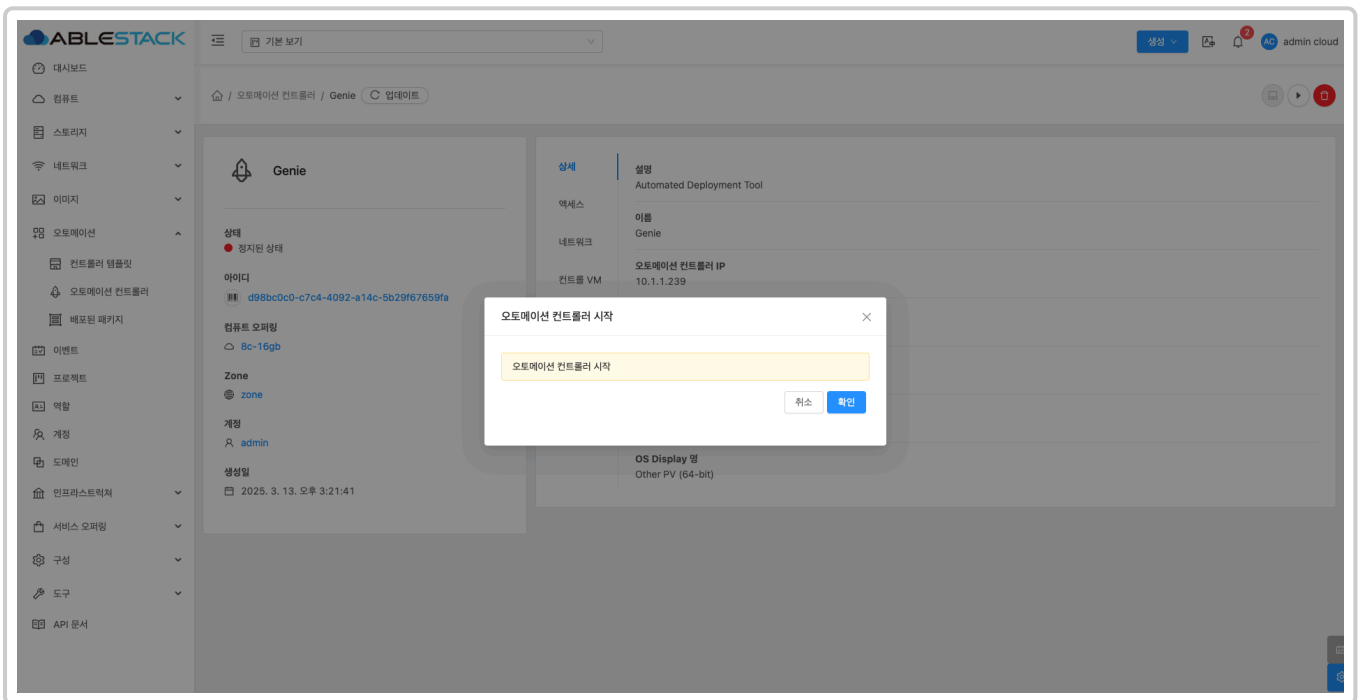 ABLESTACK
기본 보기
생성
2
AC
admin cloud
대시보드
컴퓨트
스토리지
네트워크
이미지
오토메이션
컨트롤러 템플릿
오토메이션 컨트롤러
배포된 패키지
이벤트
프로젝트
역할
계정
도메인
인프라스트럭쳐
서비스 오퍼링
구성
도구
API 문서
/ 오토메이션 컨트롤러 / Genie
업데이트
Genie
상태
정지된 상태
아이디
d98bc0c0-c7c4-4092-a14c-5b29f67659fa
컴퓨트 오퍼링
8c-16gb
Zone
zone
계정
admin
생성일
2025. 3. 13. 오후 3:21:41
상세
액세스
네트워크
컨트롤 VM
설명
Automated Deployment Tool
이름
Genie
오토메이션 컨트롤러 IP
10.1.1.239
OS Display 명
Other PV (64-bit)
오토메이션 컨트롤러 시작
오토메이션 컨트롤러 시작
취소
확인